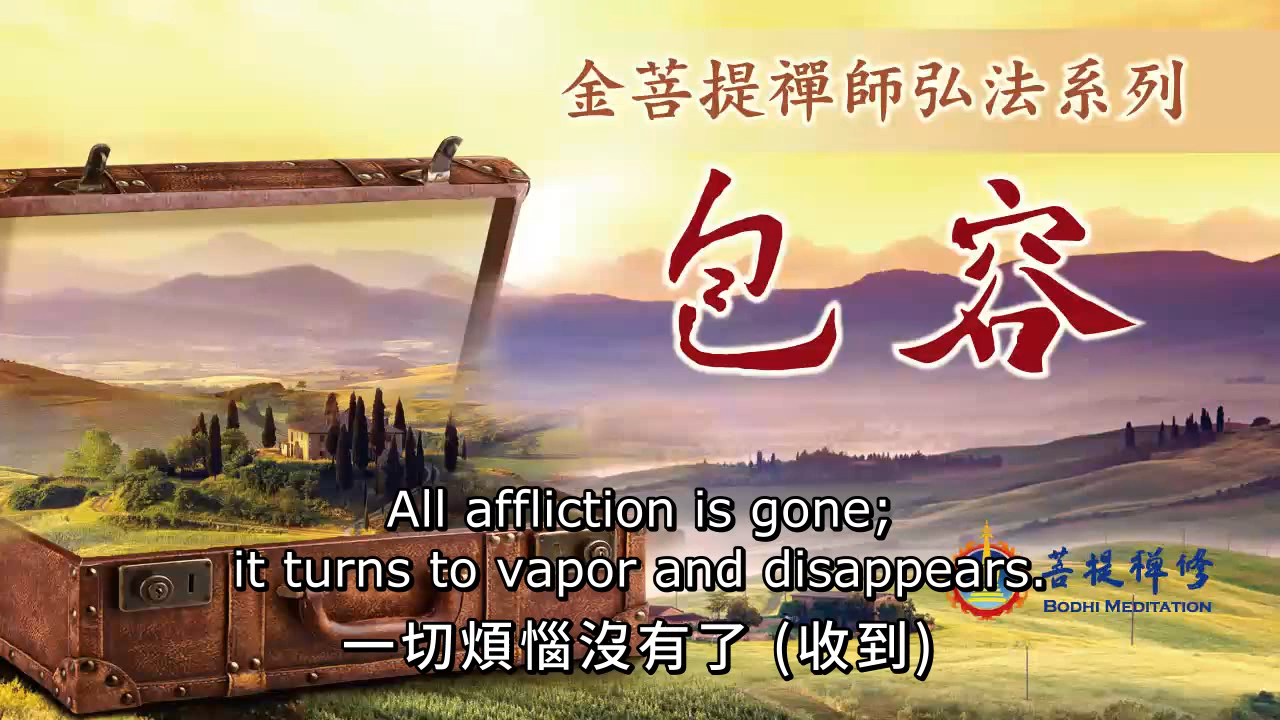 金菩提禪師弘法系列
包容
All affliction is gone;
it turns to vapor and disappears.
菩提禪修
BODHI MEDITATION
一切煩惱沒有了 (收到)